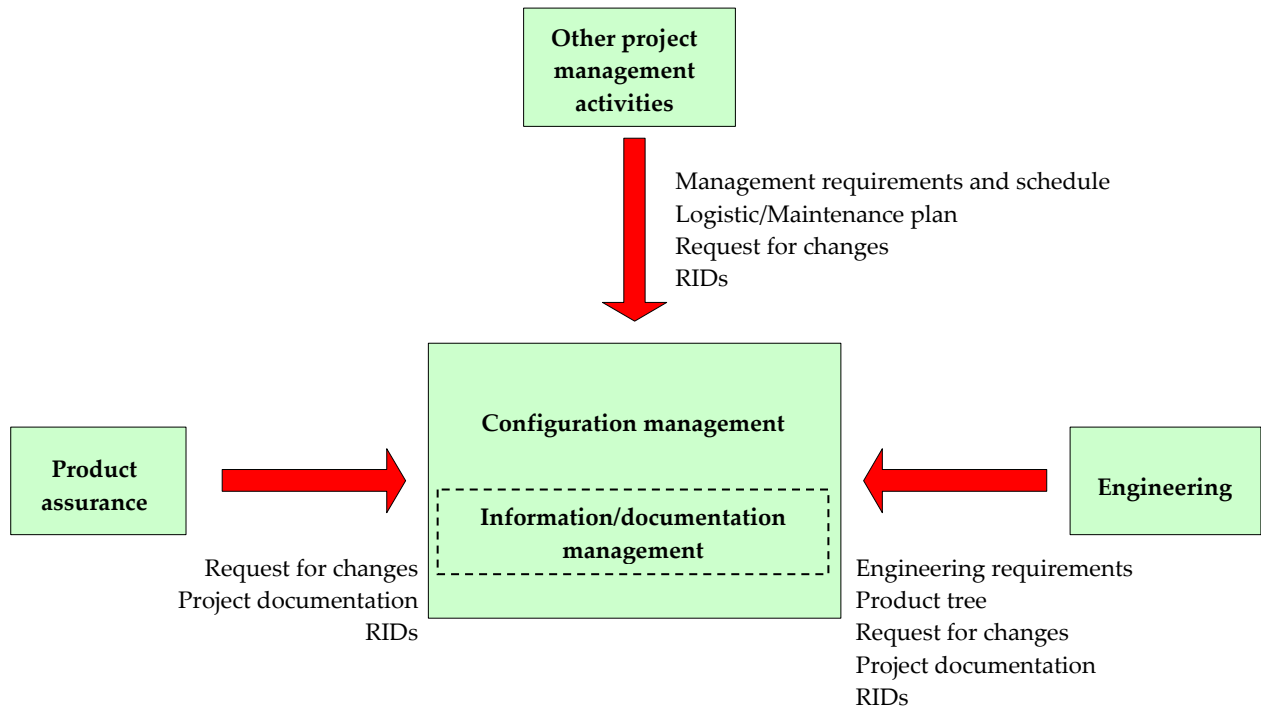 Other project
management
activities
Management requirements and schedule
Logistic/Maintenance plan
Request for changes
RIDs
Configuration management
Information/documentation
management
Product
assurance
Request for changes
Project documentation
RIDs
Engineering
Engineering requirements
Product tree
Request for changes
Project documentation
RIDs